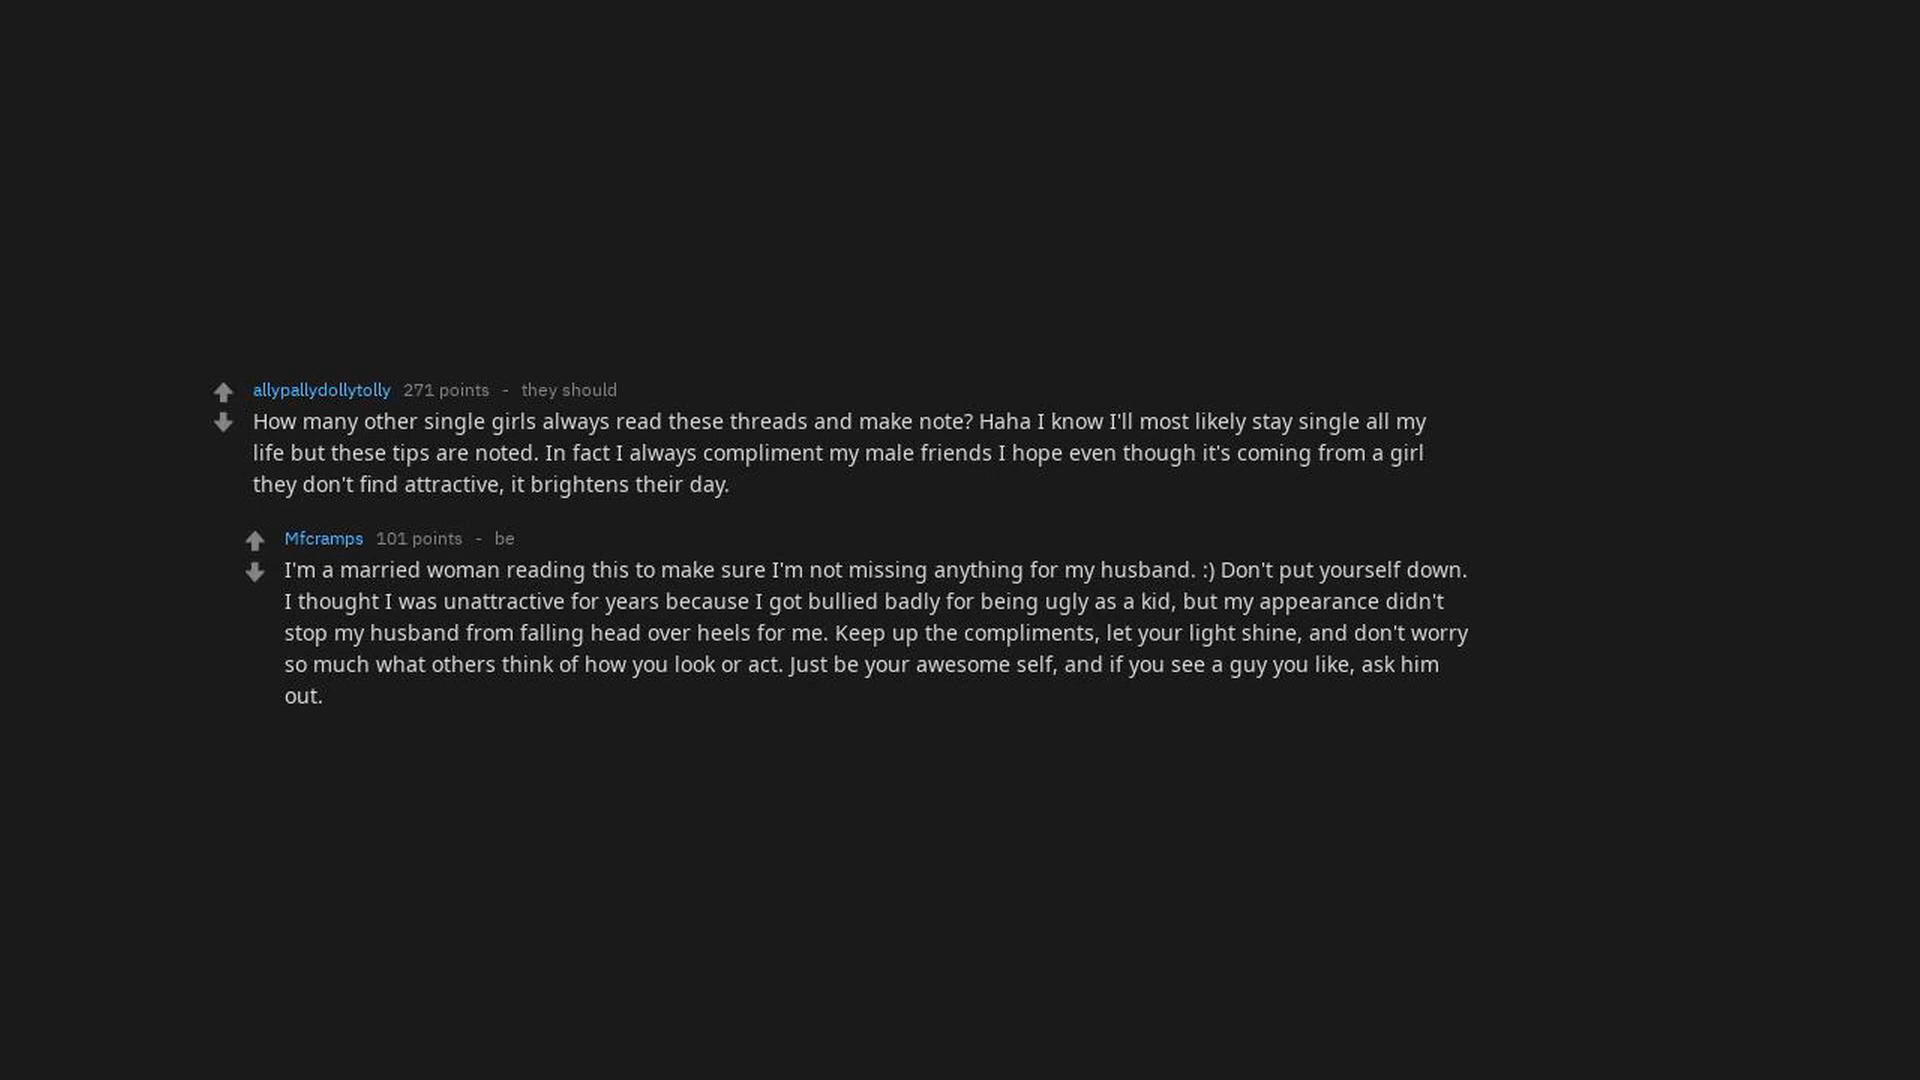 allypallydollytolly 271 points - they should
How many other single girls always read these threads and make note? Haha I know I'll most likely stay single all my
life but these tips are noted. In fact I always compliment my male friends I hope even though it's coming from a girl
they don't find attractive, it brightens their day.
Mfcramps 101 points - be
I'm a married woman reading this to make sure I'm not missing anything for my husband. :) Don't put yourself down.
I thought I was unattractive for years because I got bullied badly for being ugly as a kid, but my appearance didn't
stop my husband from falling head over heels for me. Keep up the compliments, let your light shine, and don't worry
so much what others think of how you look or act. Just be your awesome self, and if you see a guy you like, ask him
out.